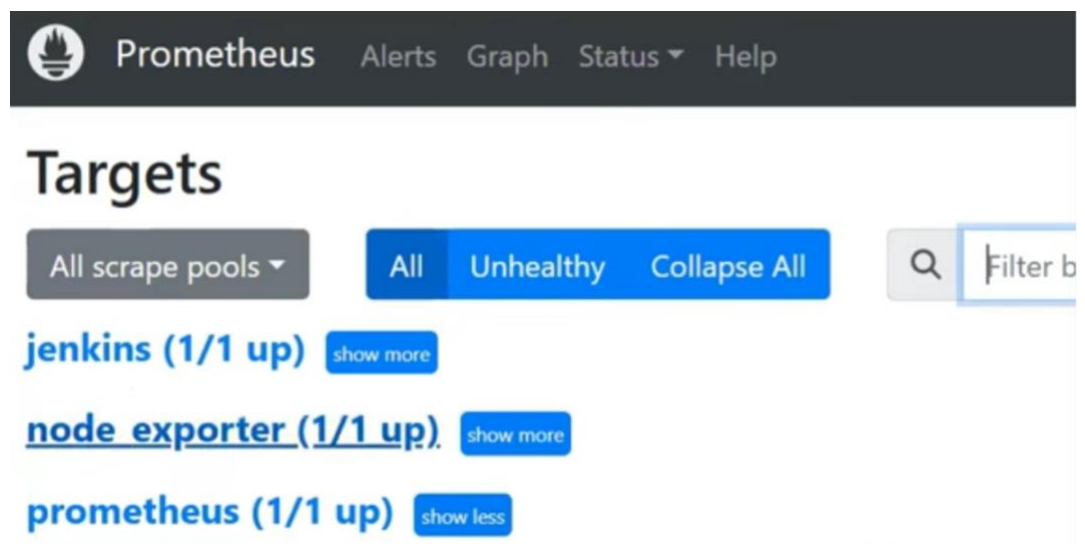 Prometheus Alerts Graph Status Help
Targets
All scrape pools All Unhealthy Collapse All Filter b
jenkins (1/1 up) show more
node_exporter (1/1 up) show more
prometheus (1/1 up) show less